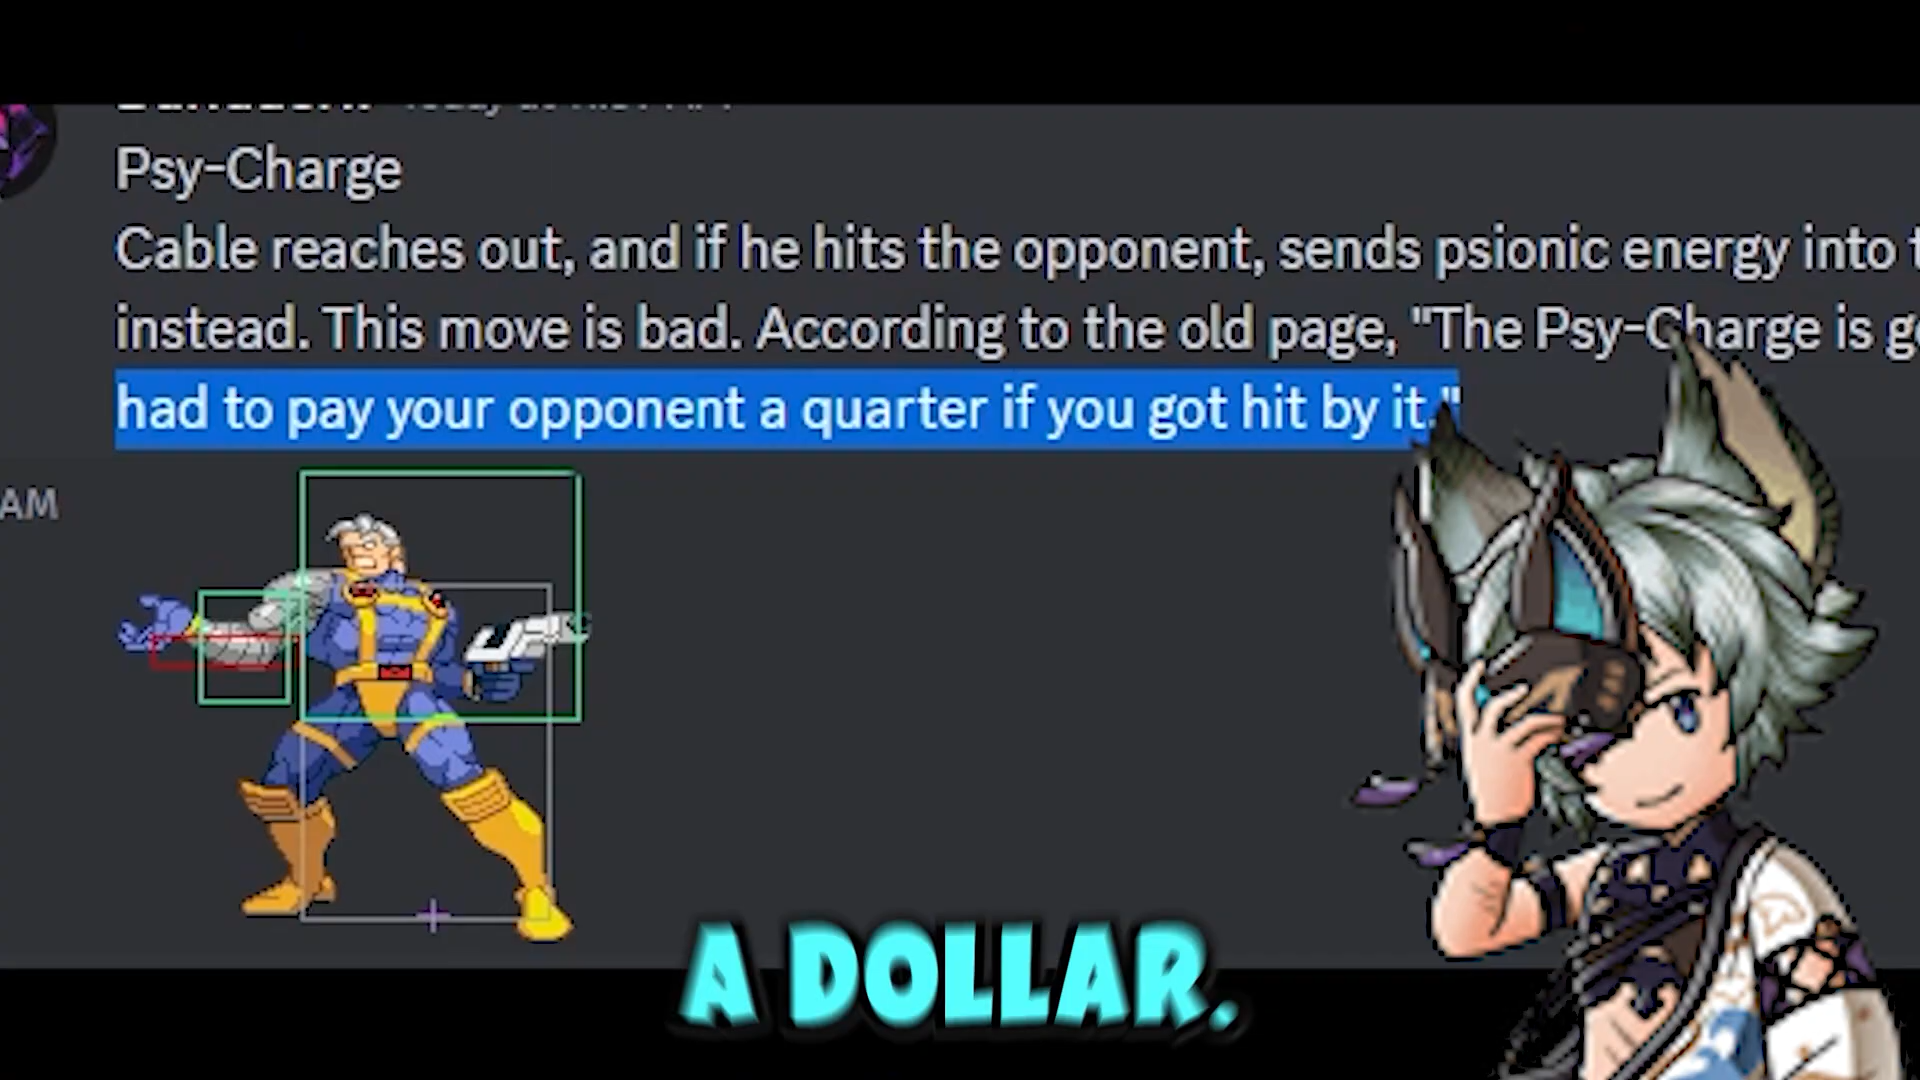 Psy-Charge
Cable reaches out, and if he hits the opponent, sends psionic energy into
instead. This move is bad. According to the old page, "The Psy-Charge is
had to pay your opponent a quarter if you got hit by it."
AM
A DOLLAR.